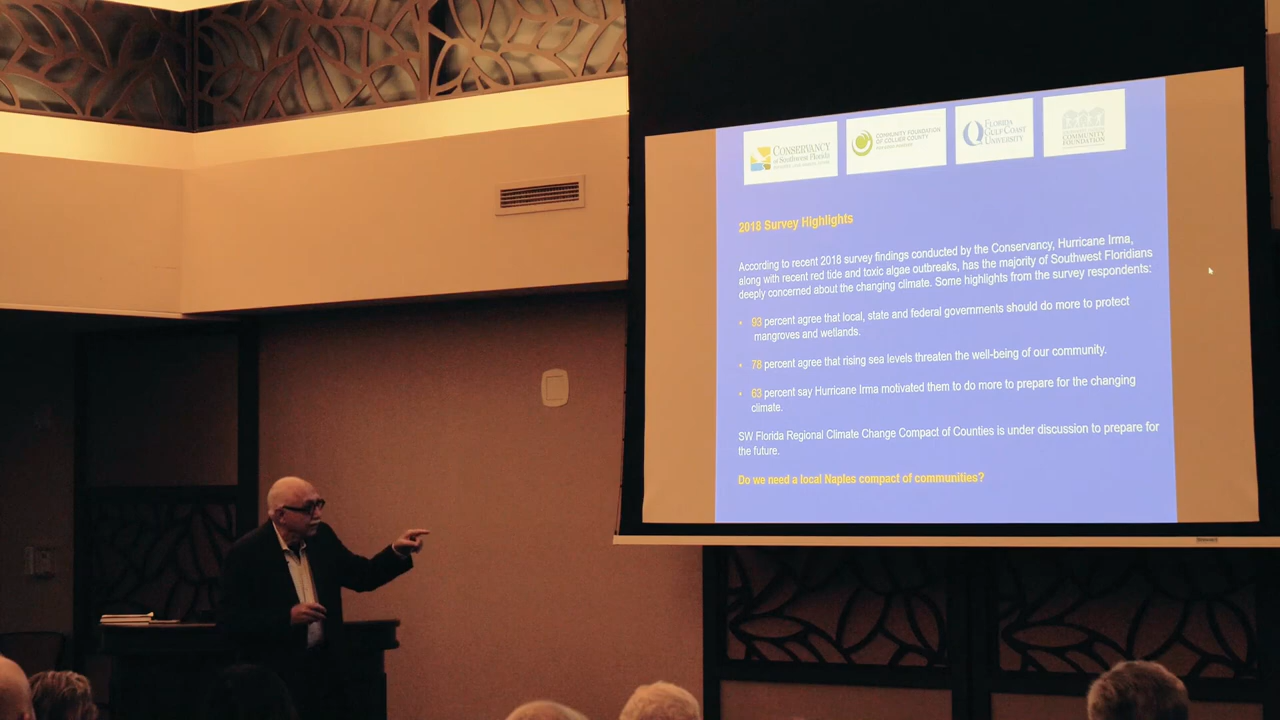 CONSERVANCY
of Southwest Florida
COMMUNITY FOUNDATION
OF COLLIER COUNTY
FLORIDA
GULF COAST
UNIVERSITY
COMMUNITY
FOUNDATION
2018 Survey Highlights
According to recent 2018 survey findings conducted by the Conservancy, Hurricane Irma,
along with recent red tide and toxic algae outbreaks, has the majority of Southwest Floridians
deeply concerned about the changing climate. Some highlights from the survey respondents:
• 93 percent agree that local, state and federal governments should do more to protect
mangroves and wetlands.
• 78 percent agree that rising sea levels threaten the well-being of our community.
• 63 percent say Hurricane Irma motivated them to do more to prepare for the changing
climate.
SW Florida Regional Climate Change Compact of Counties is under discussion to prepare for
the future.
Do we need a local Naples compact of communities?